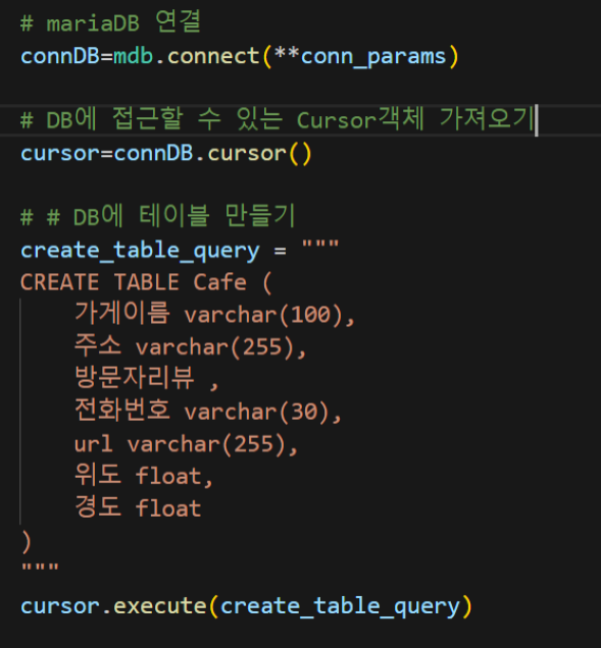 # mariaDB 연결
connDB=mdb.connect(**conn_params)
# DB에 접근할 수 있는 Cursor객체 가져오기
cursor=connDB.cursor()
# # DB에 테이블 만들기
create_table_query = """
CREATE TABLE Cafe (
    가게이름 varchar(100),
    주소 varchar(255),
    방문자리뷰 ,
    전화번호 varchar(30),
    url varchar(255),
    위도 float,
    경도 float
)
"""
cursor.execute(create_table_query)